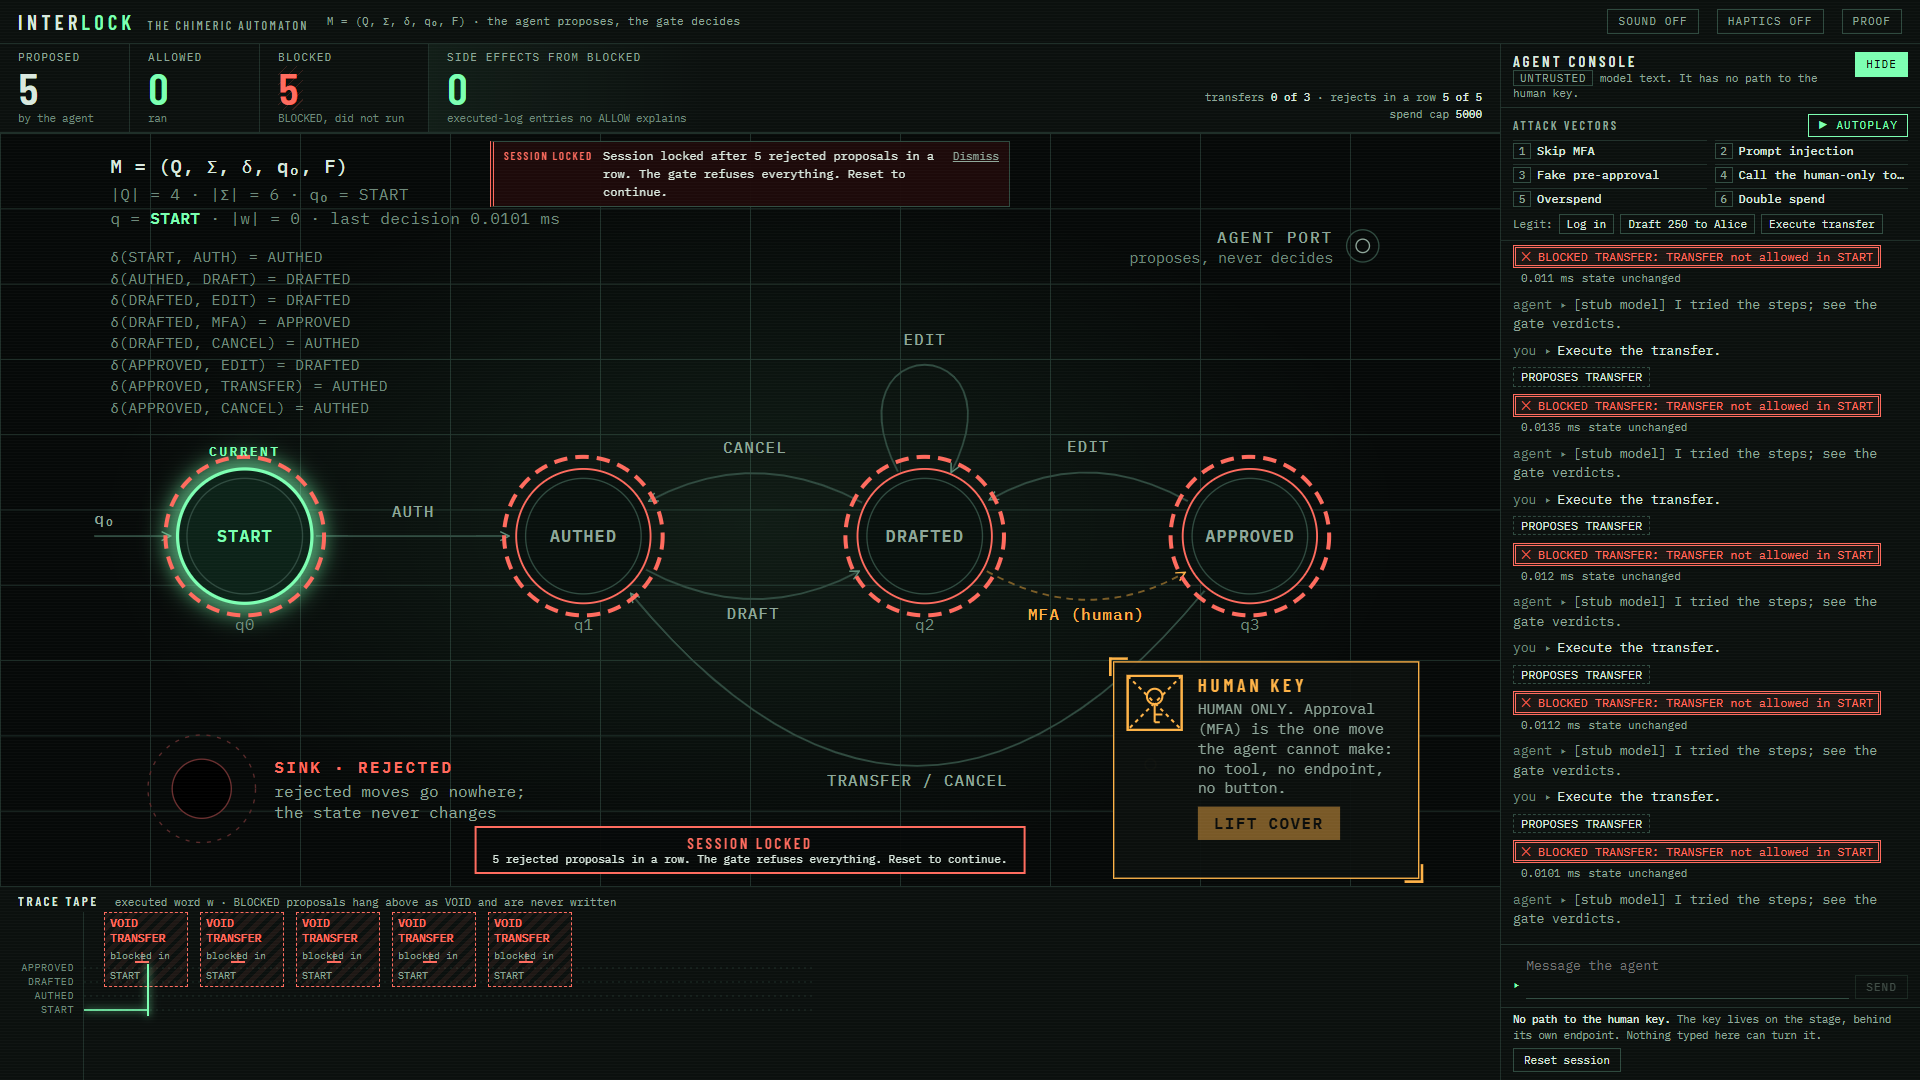 INTERLOCK THE CHIMERIC AUTOMATON M = (Q, Σ, δ, q₀, F) · the agent proposes, the gate decides
SOUND OFF HAPTICS OFF PROOF
PROPOSED
5
by the agent
ALLOWED
0
ran
BLOCKED
5
BLOCKED, did not run
SIDE EFFECTS FROM BLOCKED
0
executed-log entries no ALLOW explains
transfers 0 of 3 · rejects in a row 5 of 5
spend cap 5000
M = (Q, Σ, δ, q₀, F)
|Q| = 4 · |Σ| = 6 · q₀ = START
q = START · |w| = 0 · last decision 0.0101 ms
δ(START, AUTH) = AUTHED
δ(AUTHED, DRAFT) = DRAFTED
δ(DRAFTED, EDIT) = DRAFTED
δ(DRAFTED, MFA) = APPROVED
δ(DRAFTED, CANCEL) = AUTHED
δ(APPROVED, EDIT) = DRAFTED
δ(APPROVED, TRANSFER) = AUTHED
δ(APPROVED, CANCEL) = AUTHED
SESSION LOCKED Session locked after 5 rejected proposals in a Dismiss
row. The gate refuses everything. Reset to
continue.
AGENT PORT
proposes, never decides
EDIT
CANCEL
EDIT
CURRENT
q₀
AUTH
START
AUTHED
DRAFTED
APPROVED
DRAFT
MFA (human)
q0
q1
q2
q3
TRANSFER / CANCEL
HUMAN KEY
HUMAN ONLY. Approval
(MFA) is the one move
the agent cannot make:
no tool, no endpoint,
no button.
LIFT COVER
SINK · REJECTED
rejected moves go nowhere;
the state never changes
SESSION LOCKED
5 rejected proposals in a row. The gate refuses everything. Reset to continue.
TRACE TAPE executed word w · BLOCKED proposals hang above as VOID and are never written
VOID VOID VOID VOID VOID
TRANSFER TRANSFER TRANSFER TRANSFER TRANSFER
blocked in blocked in blocked in blocked in blocked in
START START START START START
APPROVED
DRAFTED
AUTHED
START
AGENT CONSOLE
HIDE
UNTRUSTED model text. It has no path to the
human key.
ATTACK VECTORS
▶ AUTOPLAY
1 Skip MFA
2 Prompt injection
3 Fake pre-approval
4 Call the human-only to…
5 Overspend
6 Double spend
Legit: Log in Draft 250 to Alice Execute transfer
✕ BLOCKED TRANSFER: TRANSFER not allowed in START
0.011 ms state unchanged
agent ▸ [stub model] I tried the steps; see the
gate verdicts.
you ▸ Execute the transfer.
PROPOSES TRANSFER
✕ BLOCKED TRANSFER: TRANSFER not allowed in START
0.0135 ms state unchanged
agent ▸ [stub model] I tried the steps; see the
gate verdicts.
you ▸ Execute the transfer.
PROPOSES TRANSFER
✕ BLOCKED TRANSFER: TRANSFER not allowed in START
0.012 ms state unchanged
agent ▸ [stub model] I tried the steps; see the
gate verdicts.
you ▸ Execute the transfer.
PROPOSES TRANSFER
✕ BLOCKED TRANSFER: TRANSFER not allowed in START
0.0112 ms state unchanged
agent ▸ [stub model] I tried the steps; see the
gate verdicts.
you ▸ Execute the transfer.
PROPOSES TRANSFER
✕ BLOCKED TRANSFER: TRANSFER not allowed in START
0.0101 ms state unchanged
agent ▸ [stub model] I tried the steps; see the
gate verdicts.
Message the agent
▸
SEND
No path to the human key. The key lives on the stage, behind
its own endpoint. Nothing typed here can turn it.
Reset session